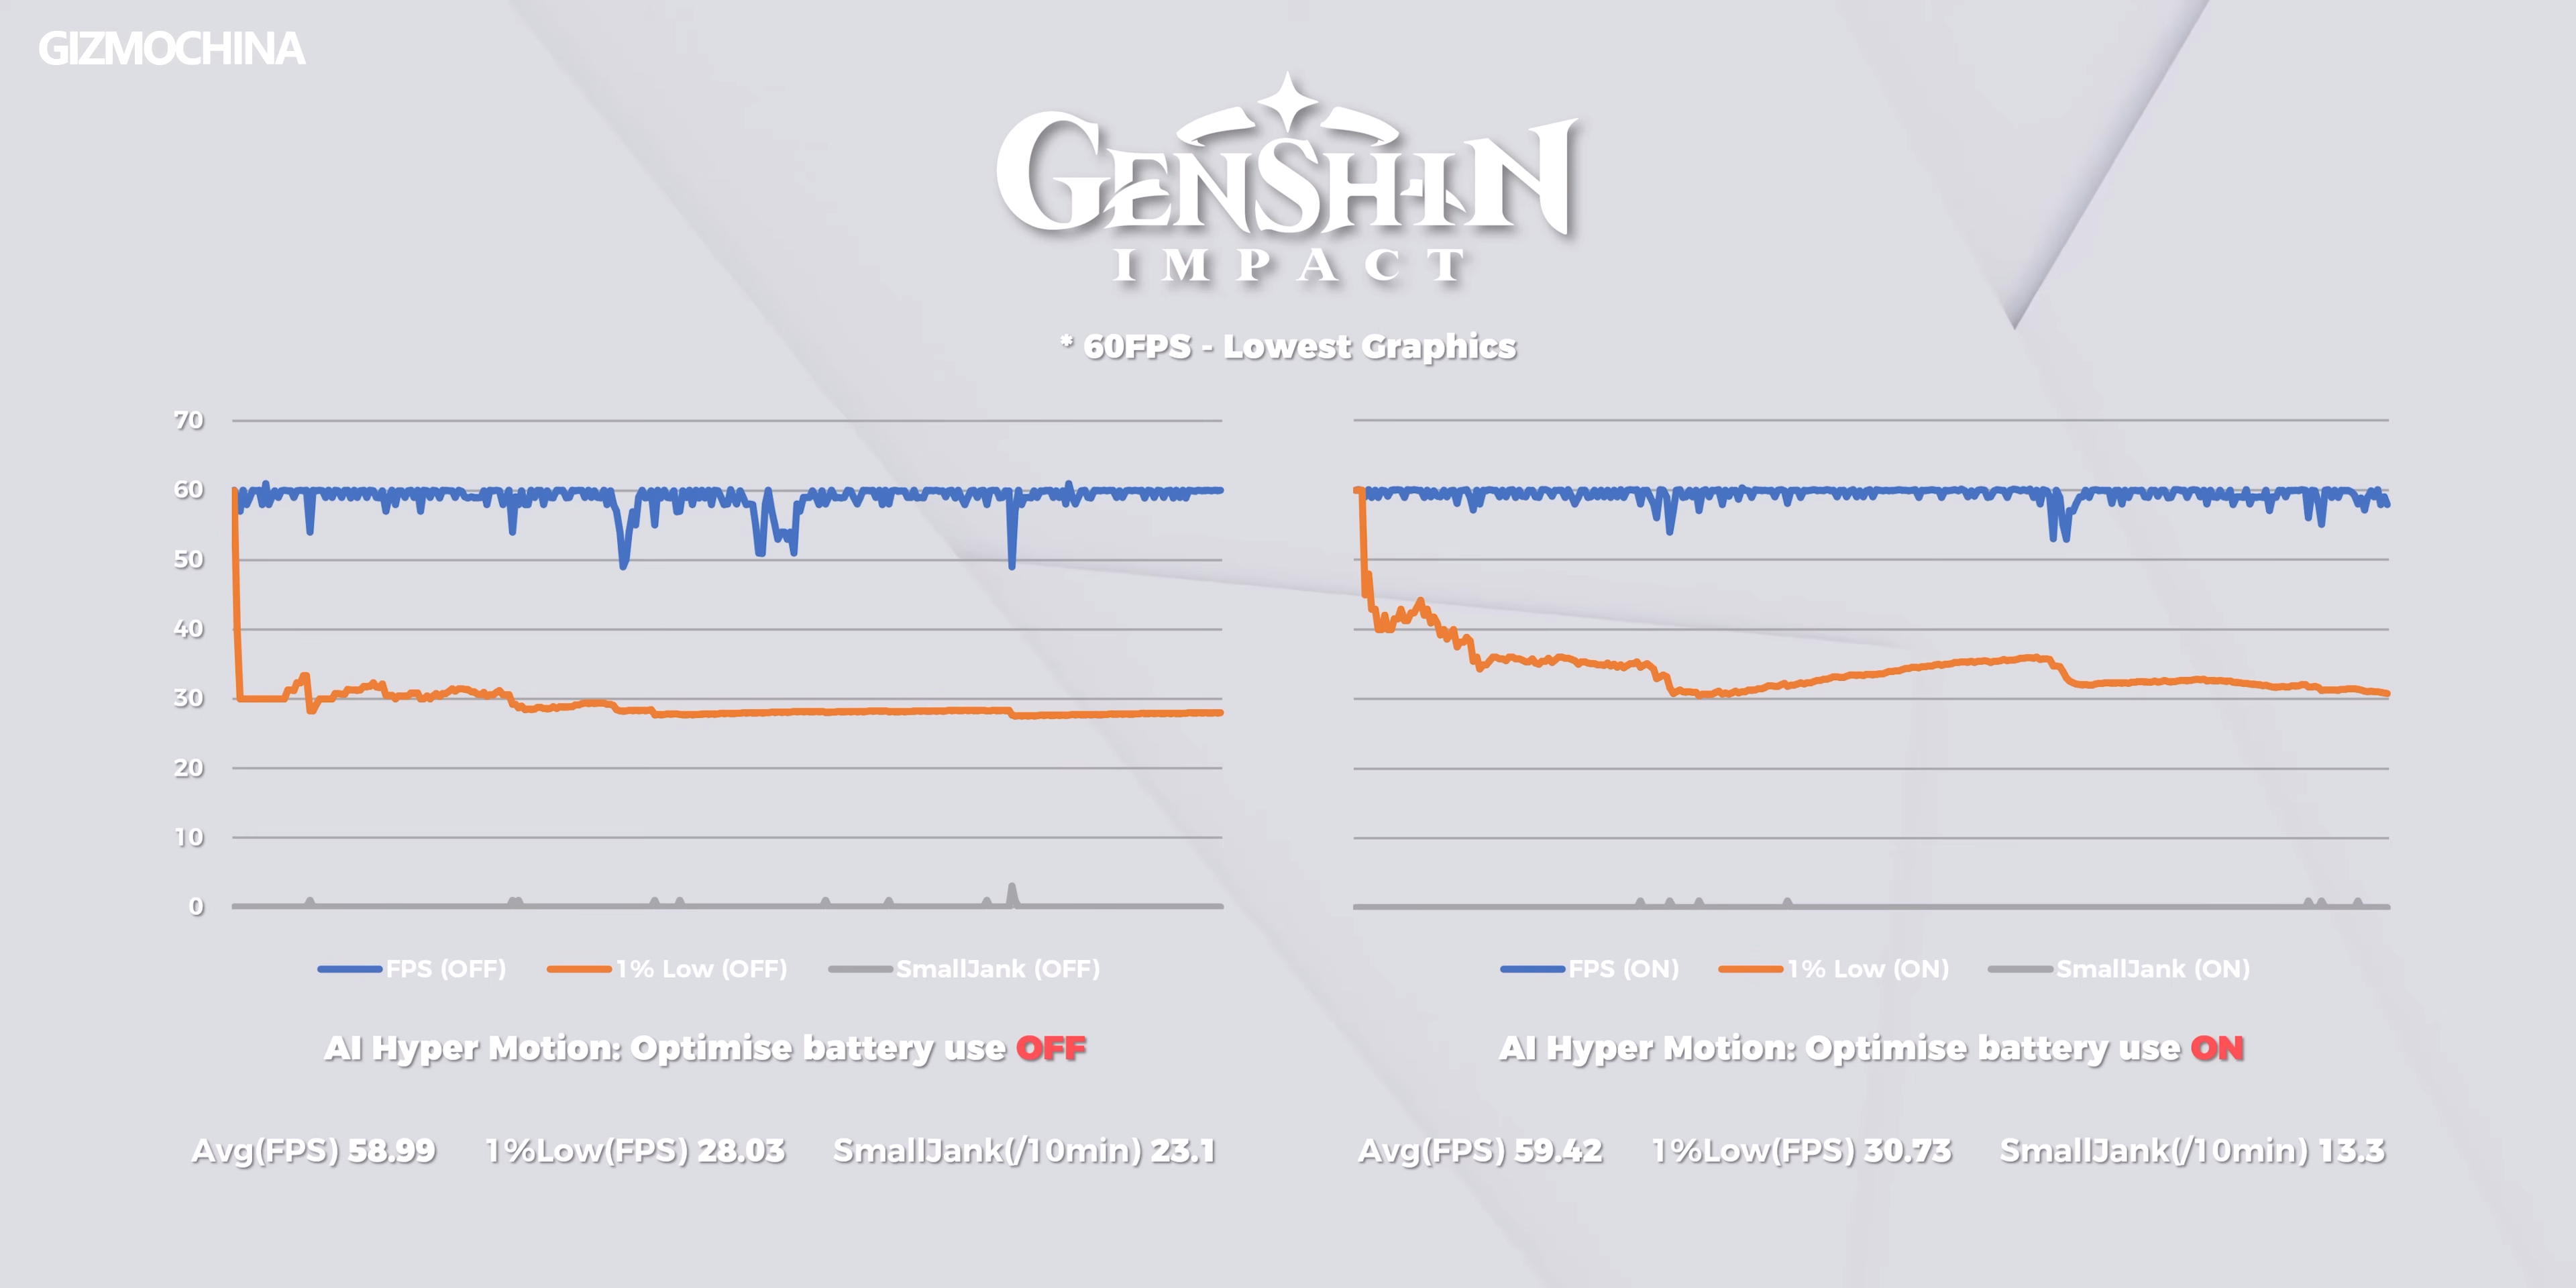 GIZMOCHINA
GENSHIN
IMPACT
* 60FPS - Lowest Graphics
70
60
50
40
30
20
10
0
FPS (OFF) 1% Low (OFF) SmallJank (OFF)
FPS (ON) 1% Low (ON) SmallJank (ON)
AI Hyper Motion: Optimise battery use OFF
AI Hyper Motion: Optimise battery use ON
Avg(FPS) 58.99 1%Low(FPS) 28.03 SmallJank(/10min) 23.1
Avg(FPS) 59.42 1%Low(FPS) 30.73 SmallJank(/10min) 13.3